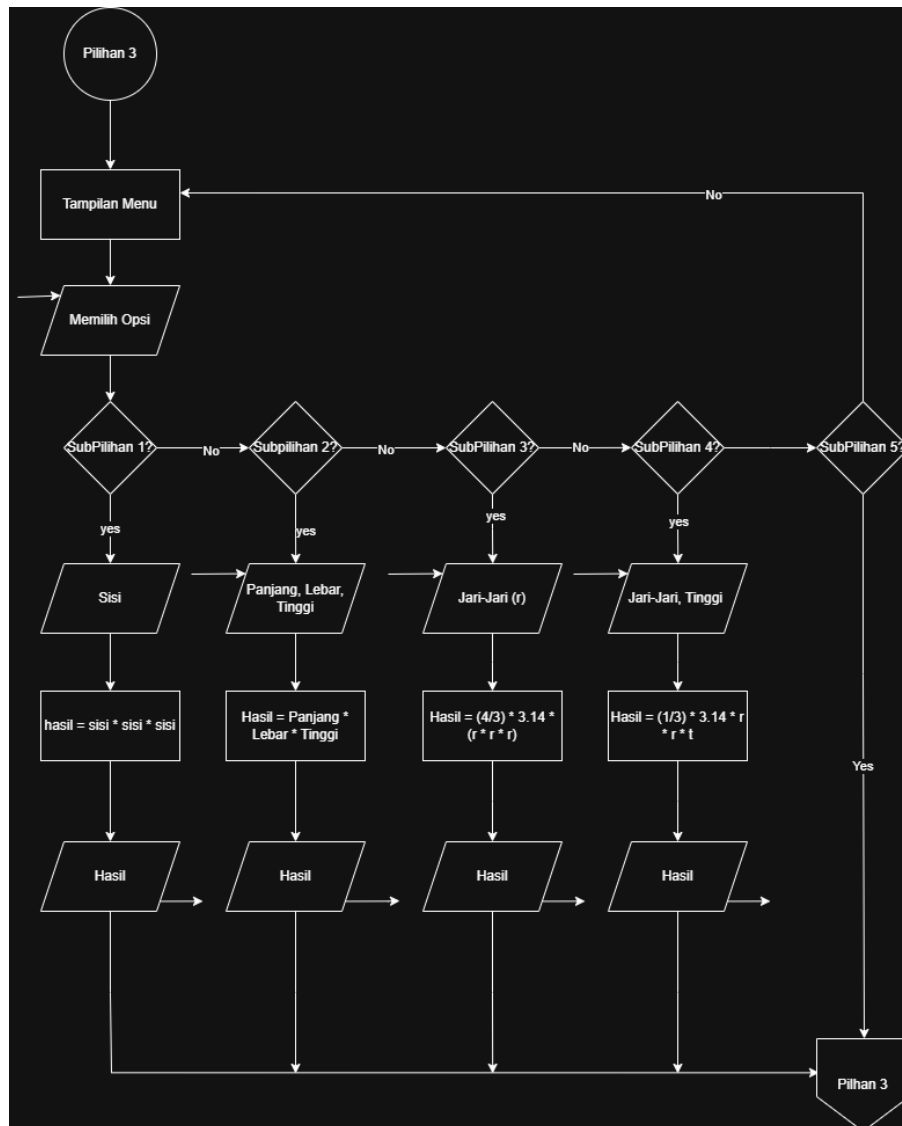 Pilihan 3
Tampilan Menu
No
Memilih Opsi
SubPilihan 1?
No
Subpilihan 2?
No
SubPilihan 3?
No
SubPilihan 4?
SubPilihan 5?
yes
yes
yes
yes
Sisi
Panjang, Lebar,
Tinggi
Jari-Jari (r)
Jari-Jari, Tinggi
hasil = sisi * sisi * sisi
Hasil = Panjang *
Lebar * Tinggi
Hasil = (4/3) * 3.14 *
(r * r * r)
Hasil = (1/3) * 3.14 * r
* r * t
Yes
Hasil
Hasil
Hasil
Hasil
Pilhan 3